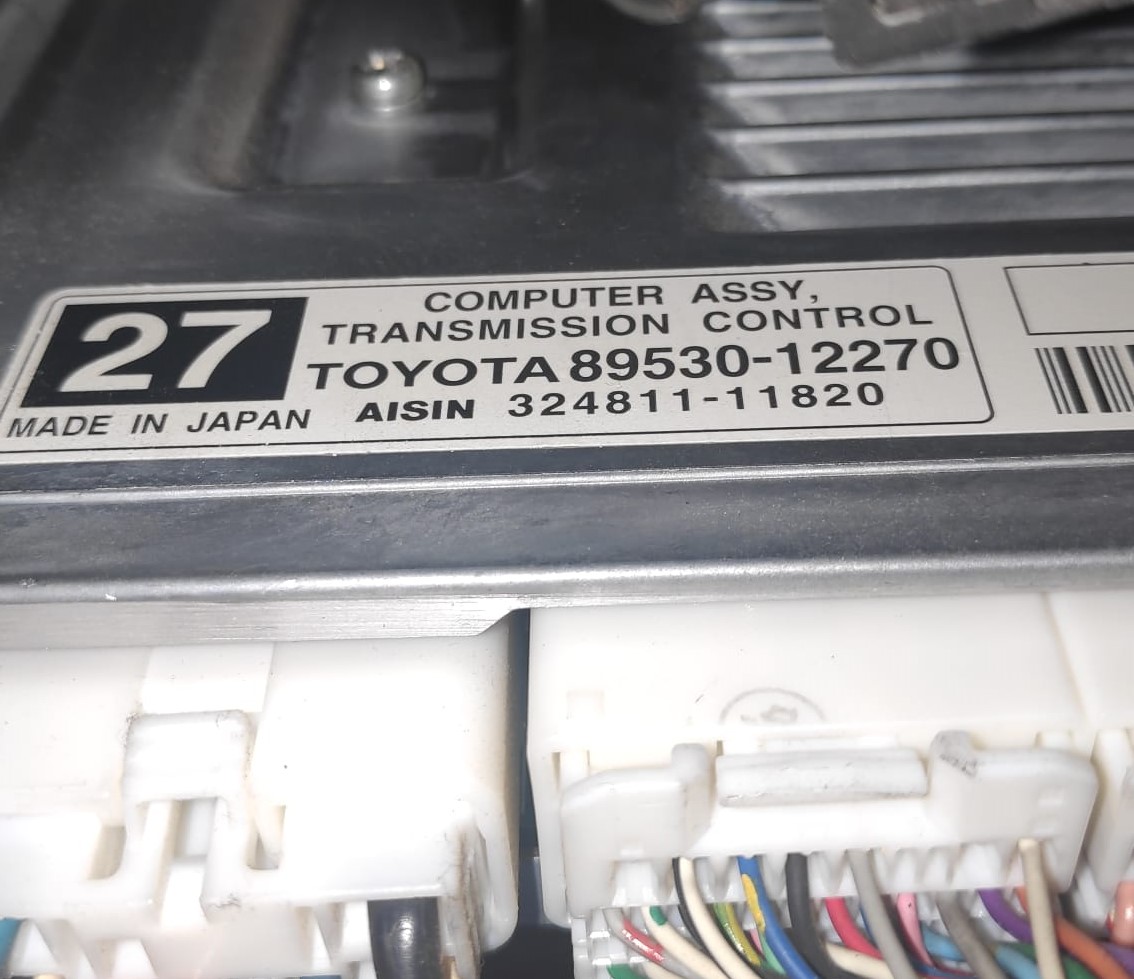 27
COMPUTER ASSY,
TRANSMISSION CONTROL
TOYOTA 89530-12270
MADE IN JAPAN AISIN 324811-11820